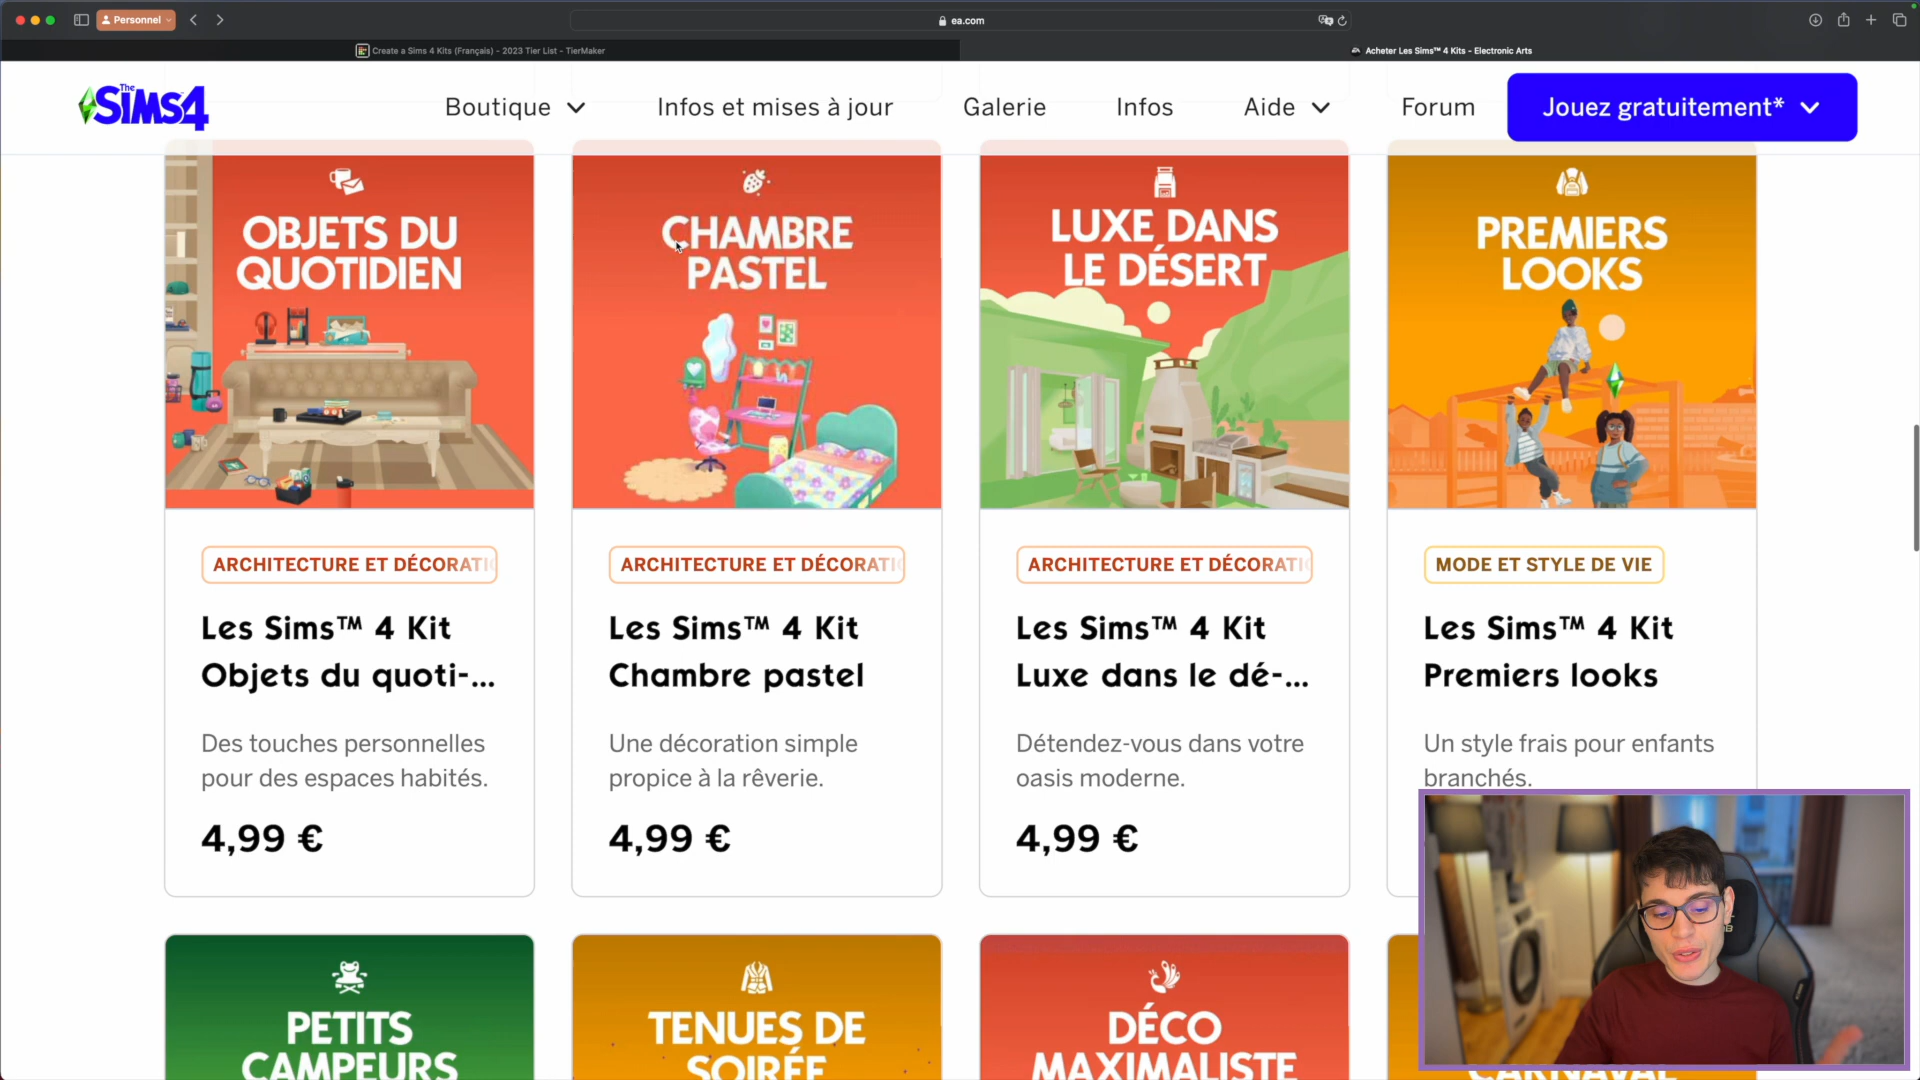 Personnel
ea.com
Create a Sims 4 Kits (Français) - 2023 Tier List - TierMaker
Acheter Les Sims™ 4 Kits - Electronic Arts
The SIMS4
Boutique
Infos et mises à jour
Galerie
Infos
Aide
Forum
Jouez gratuitement*
OBJETS DU
QUOTIDIEN
ARCHITECTURE ET DÉCORATI
Les Sims™ 4 Kit
Objets du quoti-...
Des touches personnelles
pour des espaces habités.
4,99 €
CHAMBRE
PASTEL
ARCHITECTURE ET DÉCORATI
Les Sims™ 4 Kit
Chambre pastel
Une décoration simple
propice à la rêverie.
4,99 €
LUXE DANS
LE DÉSERT
ARCHITECTURE ET DÉCORATI
Les Sims™ 4 Kit
Luxe dans le dé-...
Détendez-vous dans votre
oasis moderne.
4,99 €
PREMIERS
LOOKS
MODE ET STYLE DE VIE
Les Sims™ 4 Kit
Premiers looks
Un style frais pour enfants
branchés.
PETITS
CAMPEURS
TENUES DE
SOIRÉE
DÉCO
MAXIMALISTE
CARNAVAL